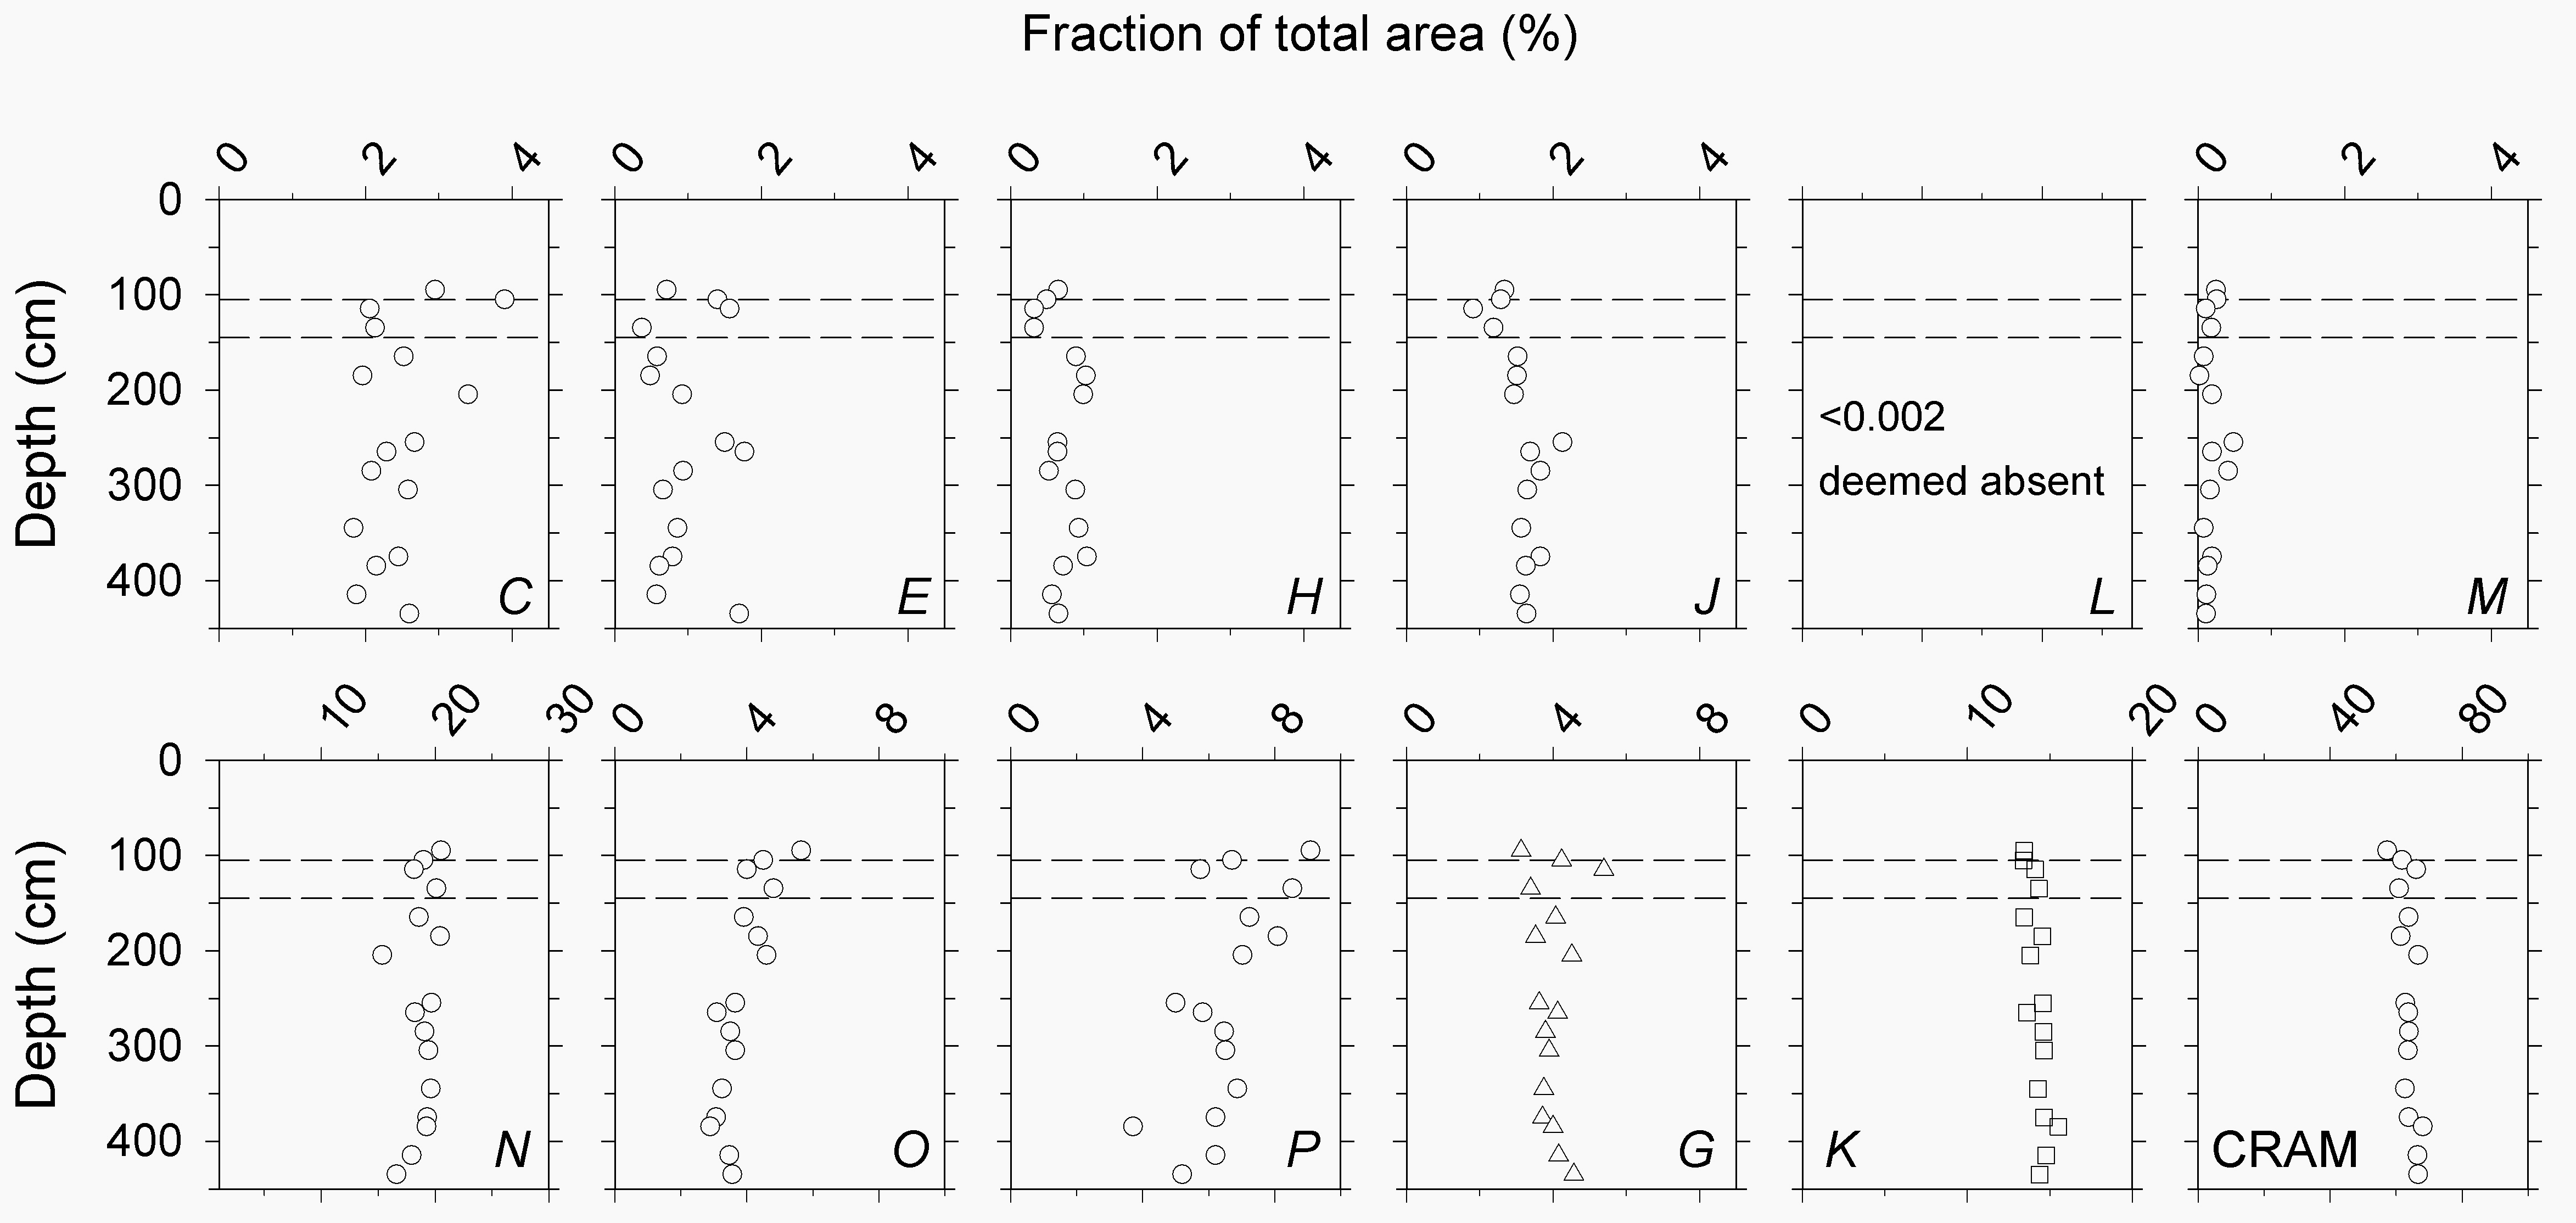 Fraction of total area (%)
0 2 4 0 2 4 0 2 4 0 2 4 0 2 4
Depth (cm)
0
100
200
300
400
<0.002
deemed absent
C E H J L M
10 20 30 0 4 8 0 4 8 0 4 8 0 10 20 0 40 80
Depth (cm)
0
100
200
300
400
N O P G K CRAM